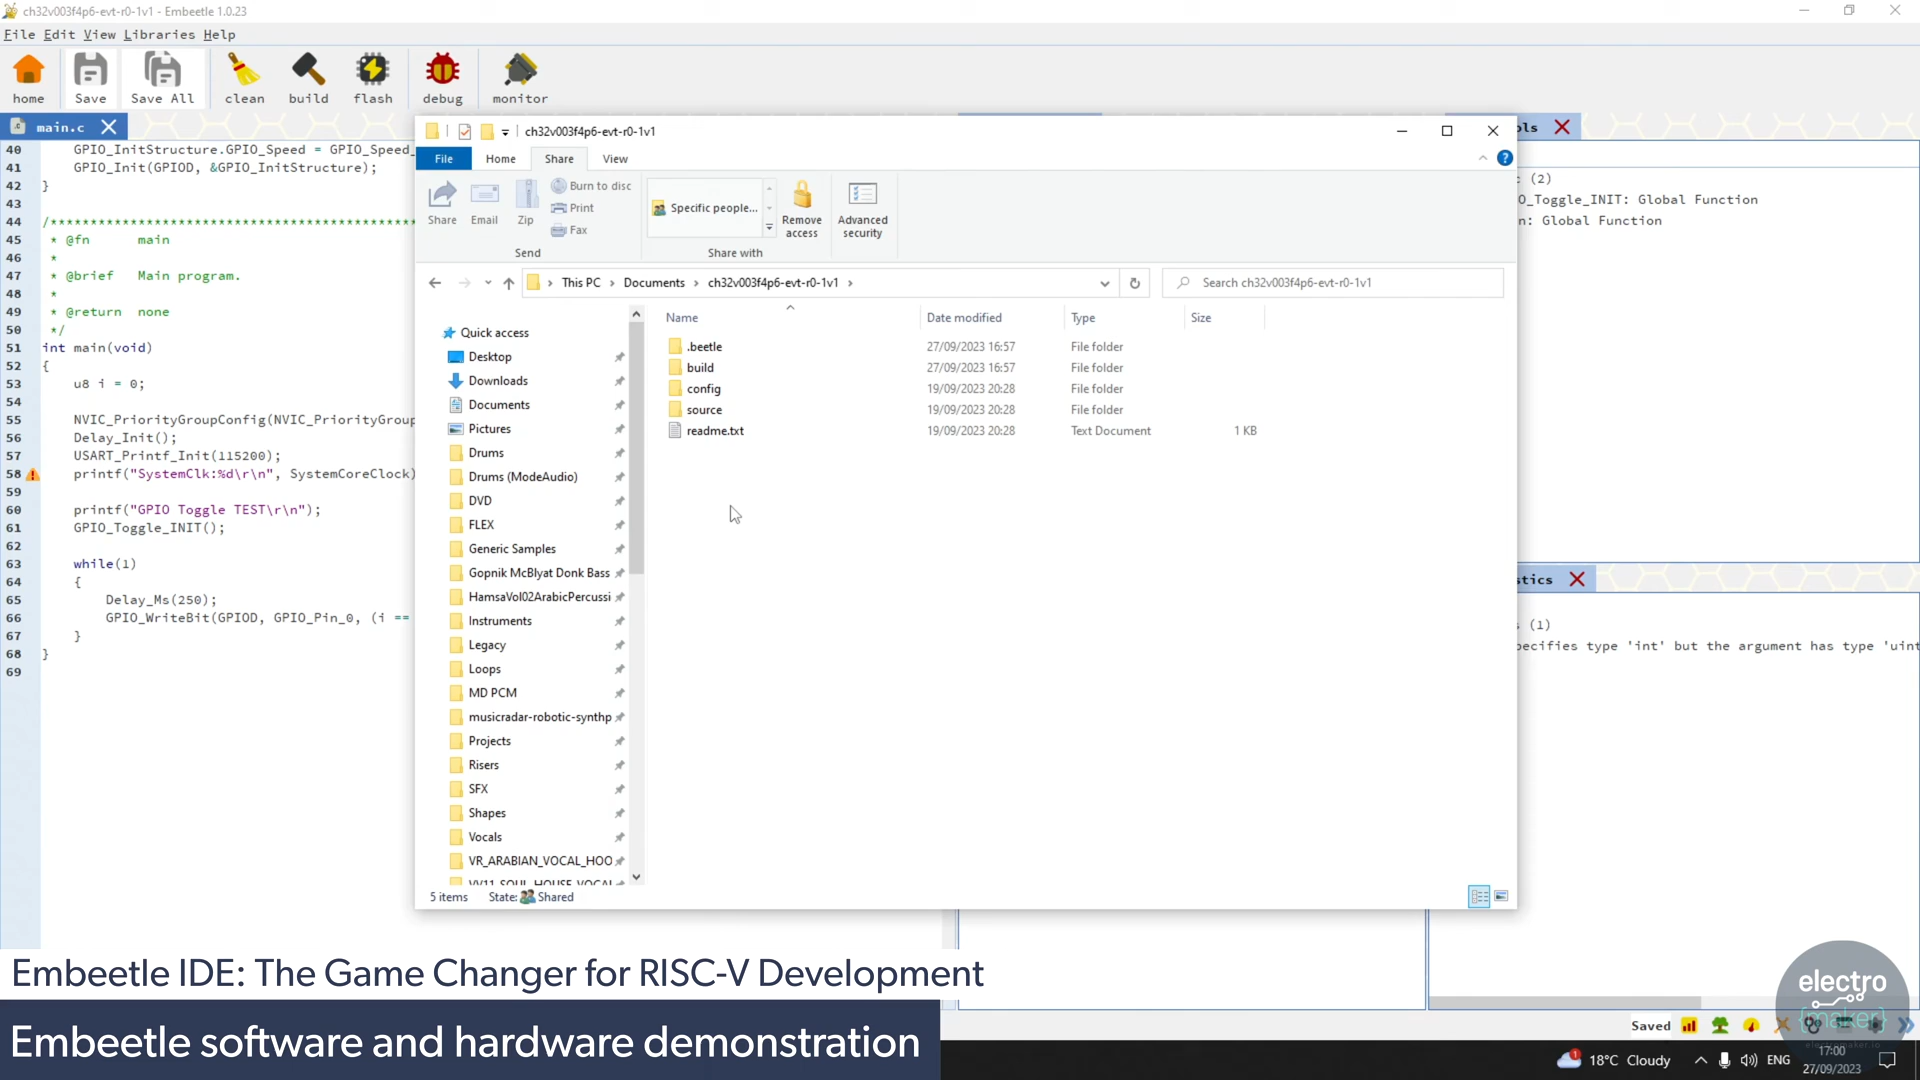 ch32v003f4p6-evt-r0-1v1 - Embeetle 1.0.23
File Edit View Libraries Help
home Save Save All clean build flash debug monitor
main.c
40 GPIO_InitStructure.GPIO_Speed = GPIO_Speed_
41 GPIO_Init(GPIOD, &GPIO_InitStructure);
42 }
43
44 /***********************************************
45 * @fn main
46 *
47 * @brief Main program.
48 *
49 * @return none
50 */
51 int main(void)
52 {
53 u8 i = 0;
54
55 NVIC_PriorityGroupConfig(NVIC_PriorityGroup
56 Delay_Init();
57 USART_Printf_Init(115200);
58 printf("SystemClk:%d\r\n", SystemCoreClock)
59
60 printf("GPIO Toggle TEST\r\n");
61 GPIO_Toggle_INIT();
62
63 while(1)
64 {
65 Delay_Ms(250);
66 GPIO_WriteBit(GPIOD, GPIO_Pin_0, (i ==
67 }
68 }
69
ch32v003f4p6-evt-r0-1v1
File Home Share View
Share Email Zip
Burn to disc
Print
Fax
Send
Specific people...
Remove access
Share with
Advanced security
This PC > Documents > ch32v003f4p6-evt-r0-1v1 >
Search ch32v003f4p6-evt-r0-1v1
Quick access
Desktop
Downloads
Documents
Pictures
Drums
Drums (ModeAudio)
DVD
FLEX
Generic Samples
Gopnik McBlyat Donk Bass
HamsaVol02ArabicPercussi
Instruments
Legacy
Loops
MD PCM
musicradar-robotic-synthp
Projects
Risers
SFX
Shapes
Vocals
VR_ARABIAN_VOCAL_HOO
VV11_SOUL_HOUSE_VOCAL
Name Date modified Type Size
.beetle 27/09/2023 16:57 File folder
build 27/09/2023 16:57 File folder
config 19/09/2023 20:28 File folder
source 19/09/2023 20:28 File folder
readme.txt 19/09/2023 20:28 Text Document 1 KB
5 items State: Shared
ols
c (2)
O_Toggle_INIT: Global Function
n: Global Function
stics
s (1)
pecifies type 'int' but the argument has type 'uint
Embeetle IDE: The Game Changer for RISC-V Development
Embeetle software and hardware demonstration
electro
{maker}
electromaker.io
Saved
1 18°C Cloudy ENG
17:00
27/09/2023